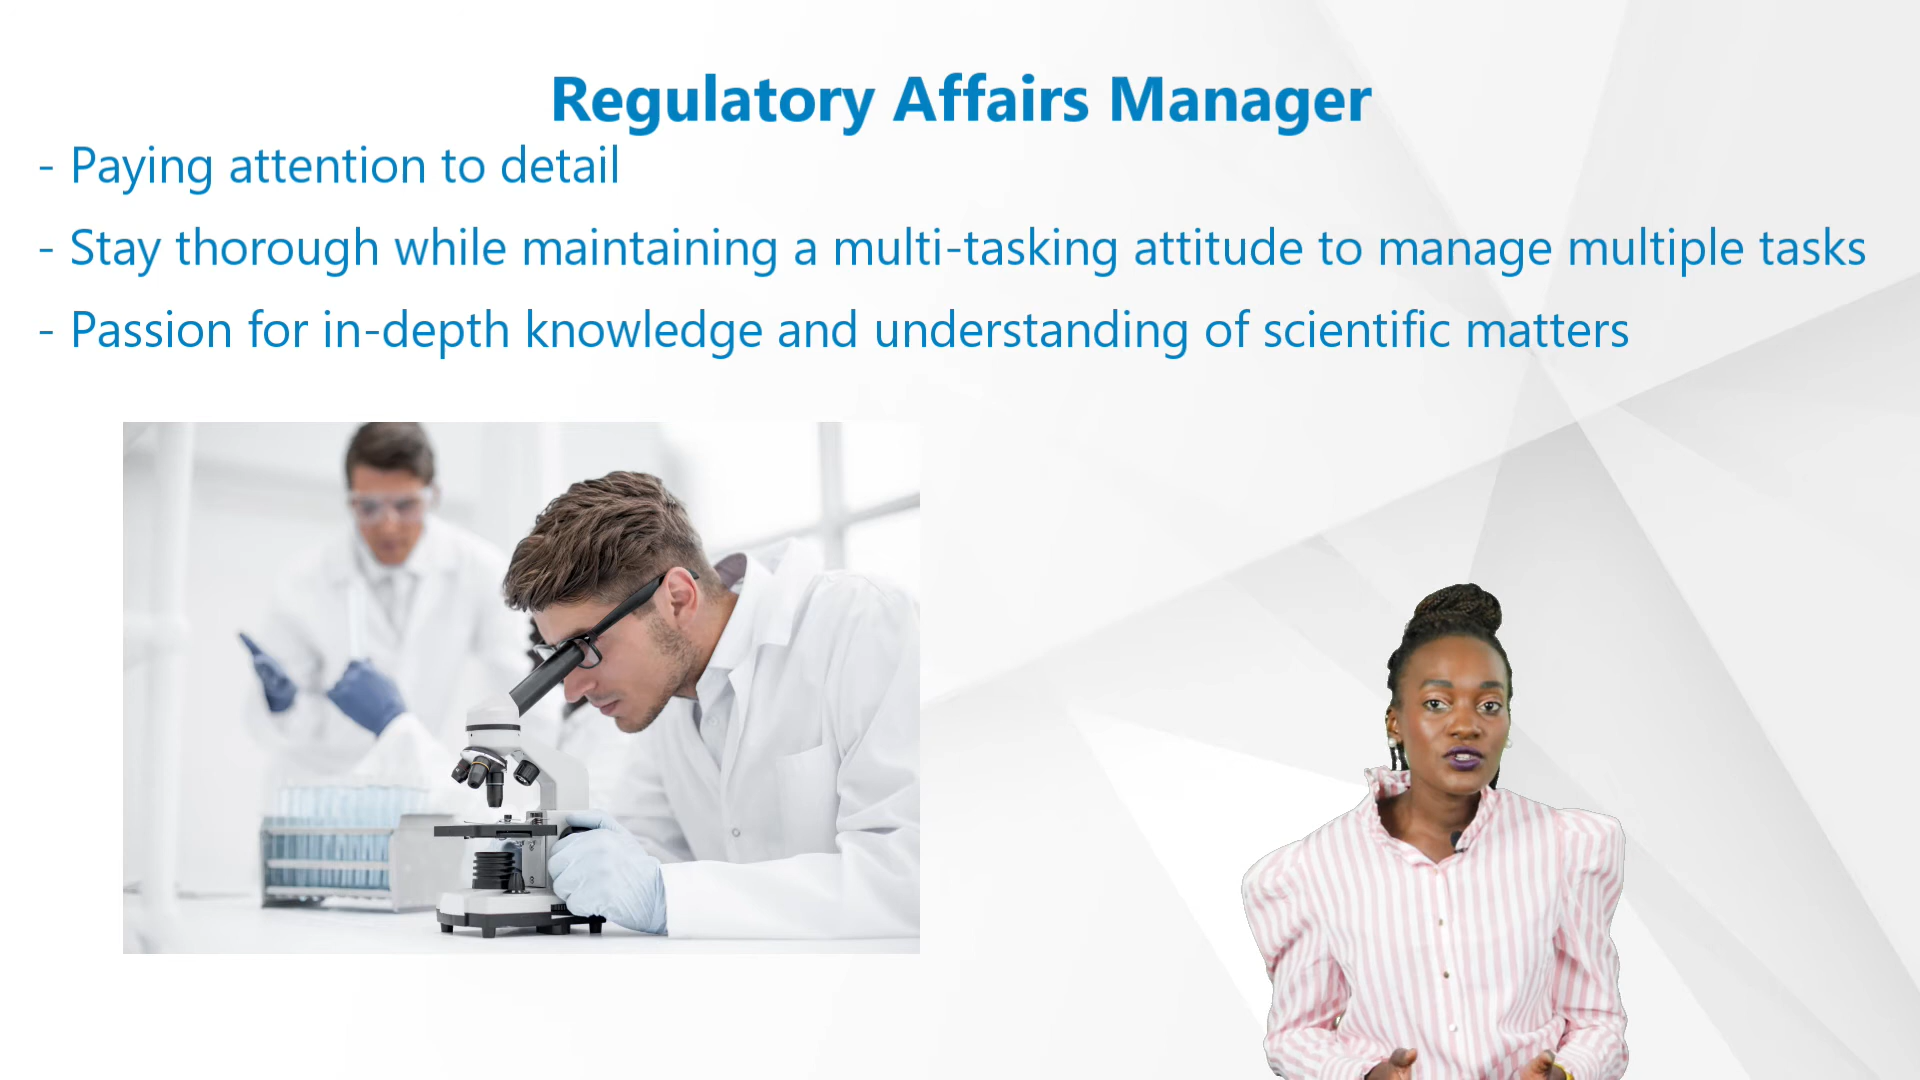 Regulatory Affairs Manager
- Paying attention to detail
- Stay thorough while maintaining a multi-tasking attitude to manage multiple tasks
- Passion for in-depth knowledge and understanding of scientific matters